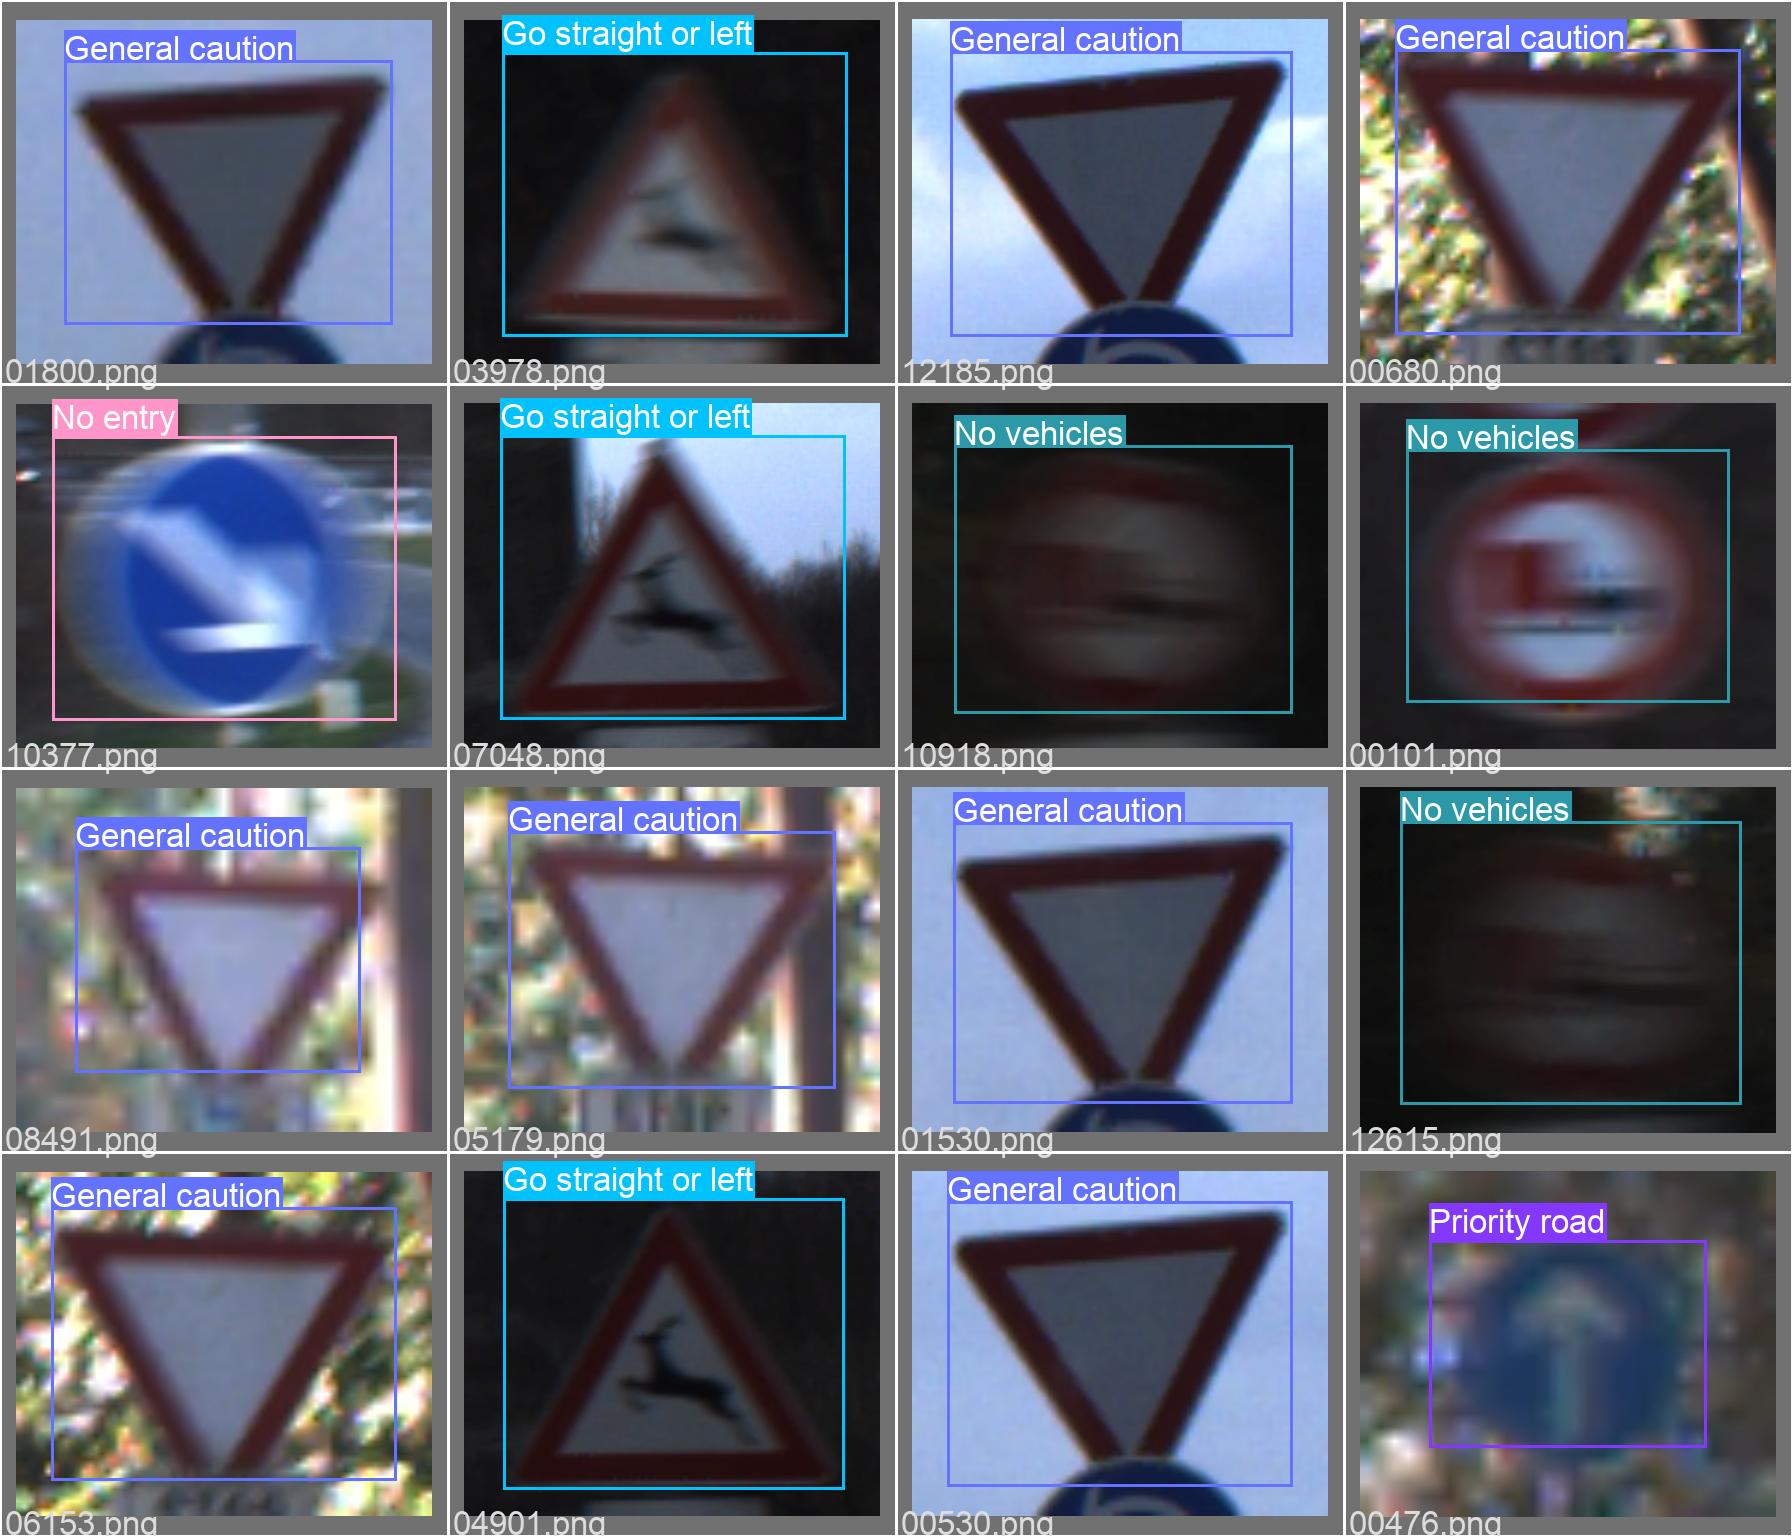 General caution
Go straight or left
General caution
General caution
01800.png
03978.png
12185.png
00680.png
No entry
Go straight or left
No vehicles
No vehicles
10377.png
07048.png
10918.png
00101.png
General caution
General caution
General caution
No vehicles
08491.png
05179.png
01530.png
12615.png
General caution
Go straight or left
General caution
Priority road
06153.png
04901.png
00530.png
00476.png